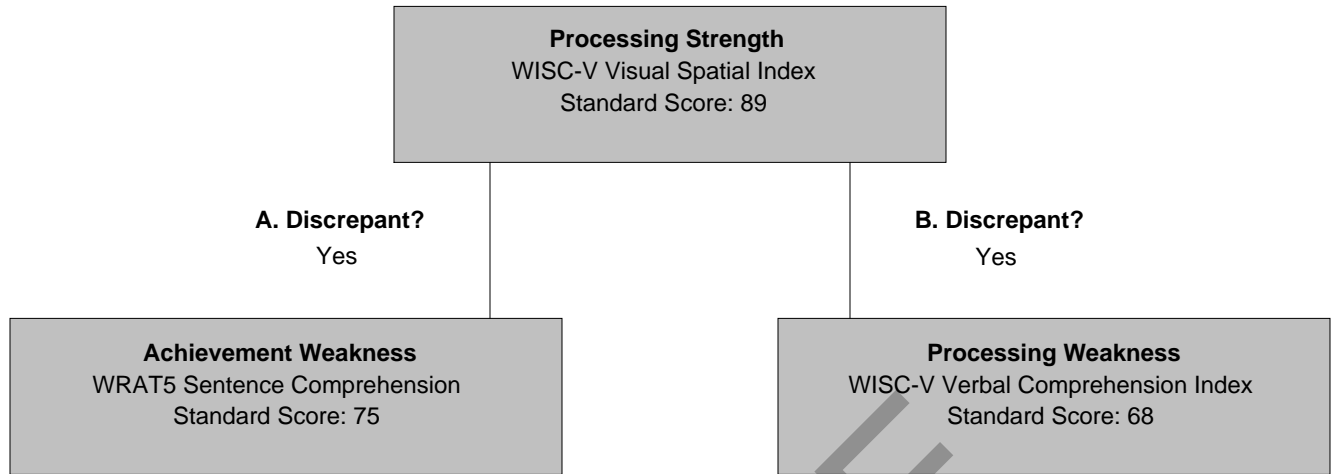 Processing Strength
WISC-V Visual Spatial Index
Standard Score: 89
A. Discrepant?
Yes
B. Discrepant?
Yes
Achievement Weakness
WRAT5 Sentence Comprehension
Standard Score: 75
Processing Weakness
WISC-V Verbal Comprehension Index
Standard Score: 68